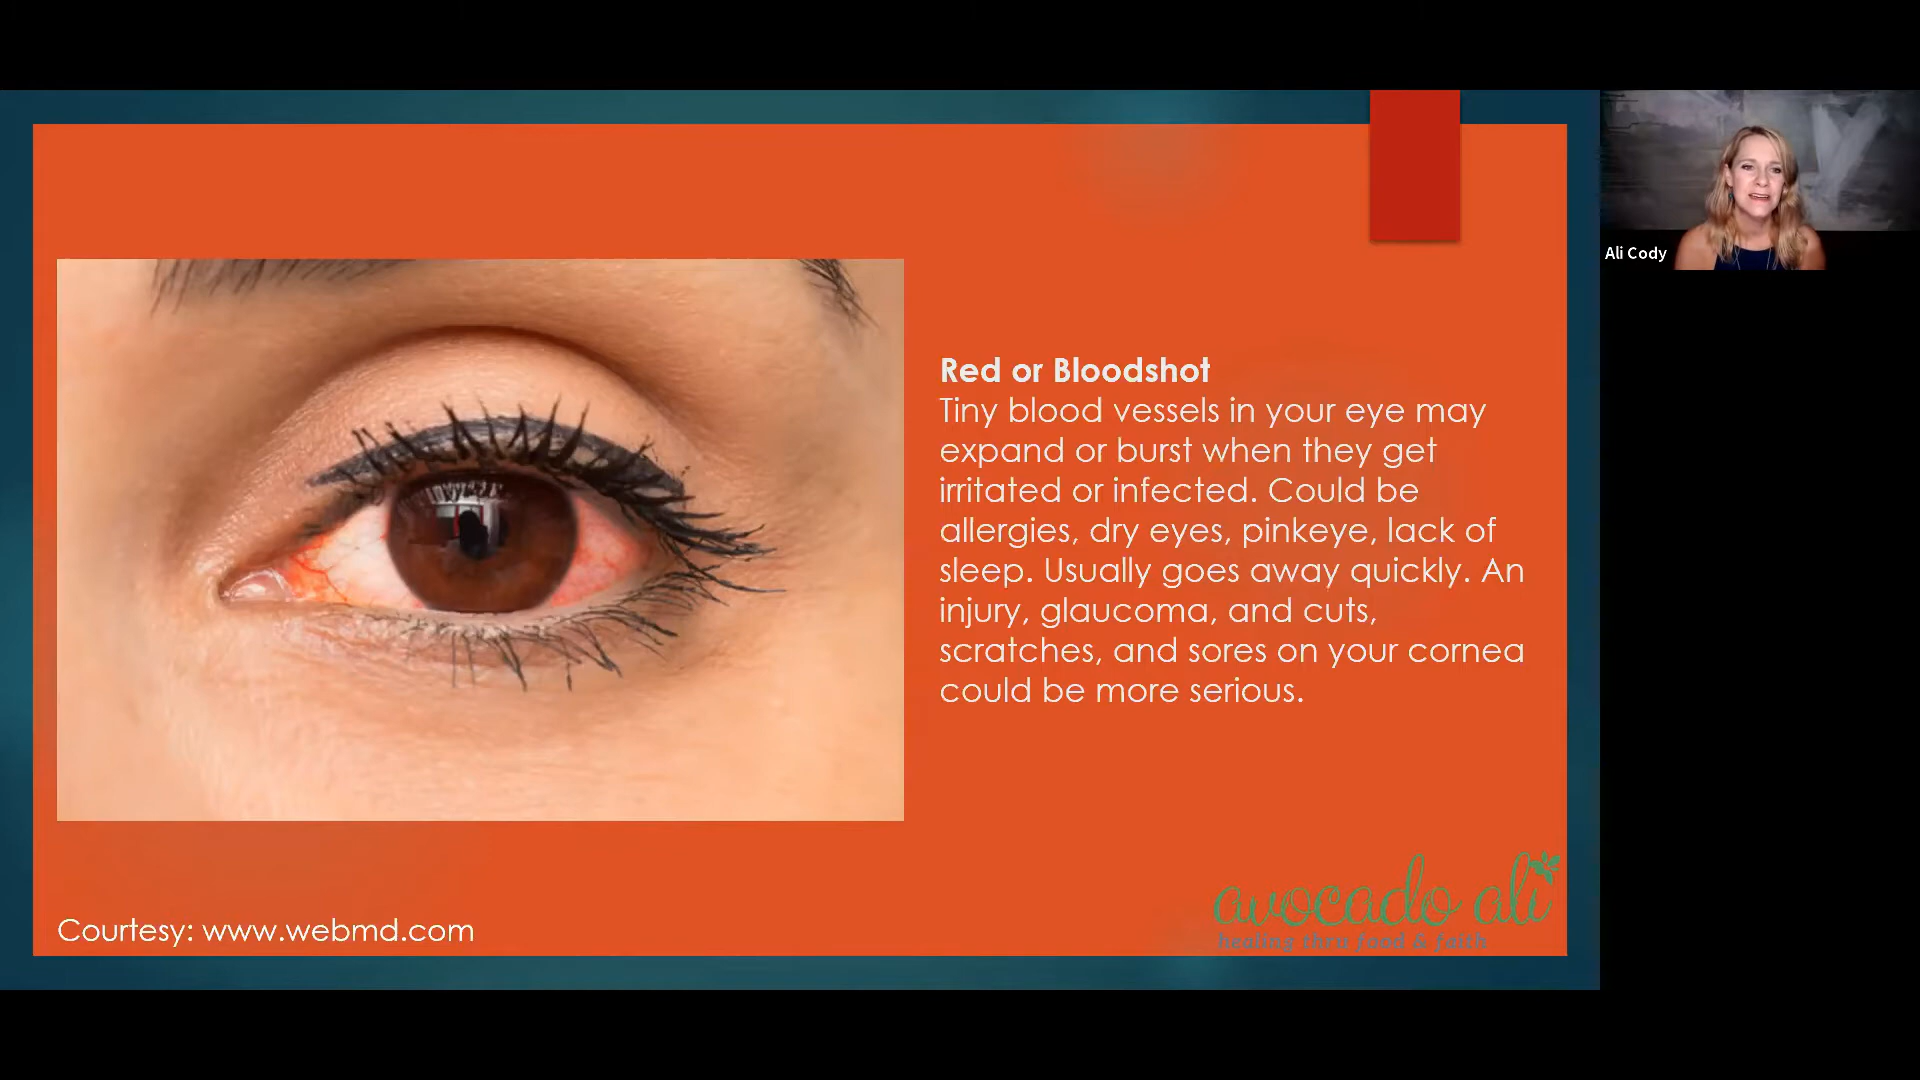 Ali Cody
Red or Bloodshot
Tiny blood vessels in your eye may
expand or burst when they get
irritated or infected. Could be
allergies, dry eyes, pinkeye, lack of
sleep. Usually goes away quickly. An
injury, glaucoma, and cuts,
scratches, and sores on your cornea
could be more serious.
Courtesy: www.webmd.com
avocado ali
healing thru food & faith